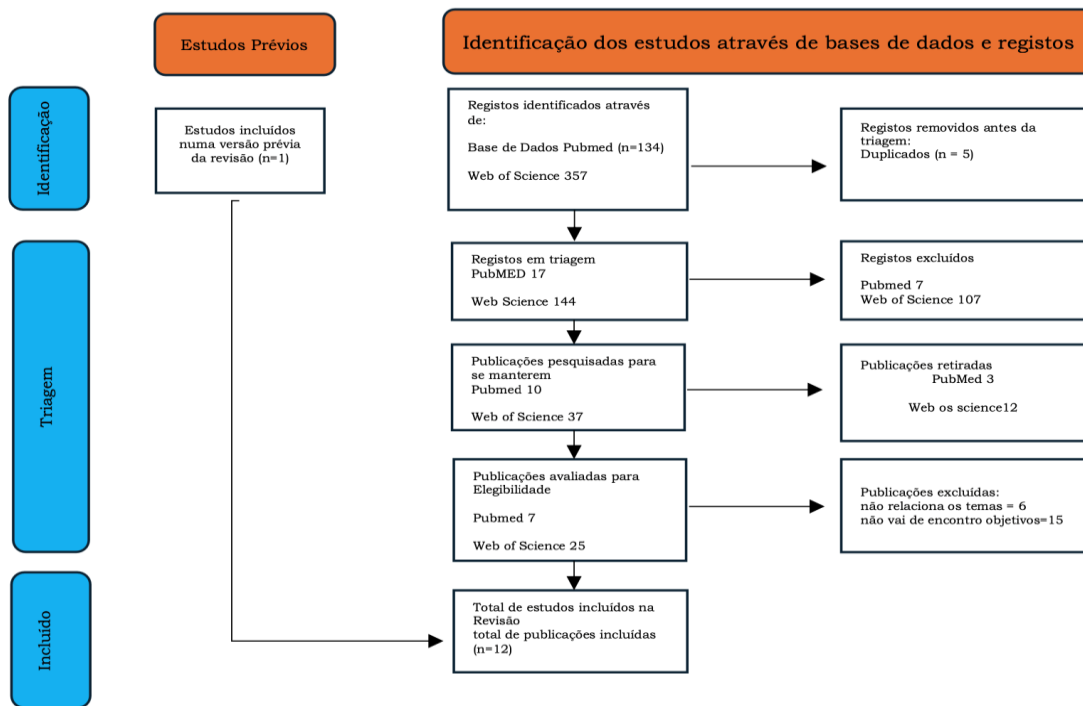 Estudos Prévios
Identificação dos estudos através de bases de dados e registos
Identificação
Estudos incluídos
numa versão prévia
da revisão (n=1)
Registos identificados através
de:
Base de Dados Pubmed (n=134)
Web of Science 357
Registos removidos antes da
triagem:
Duplicados (n = 5)
Triagem
Registos em triagem
PubMED 17
Web Science 144
Registos excluídos
Pubmed 7
Web of Science 107
Publicações pesquisadas para
se manterem
Pubmed 10
Web of Science 37
Publicações retiradas
PubMed 3
Web os science12
Publicações avaliadas para
Elegibilidade
Pubmed 7
Web of Science 25
Publicações excluídas:
não relaciona os temas = 6
não vai de encontro objetivos=15
Incluído
Total de estudos incluídos na
Revisão
total de publicações incluídas
(n=12)